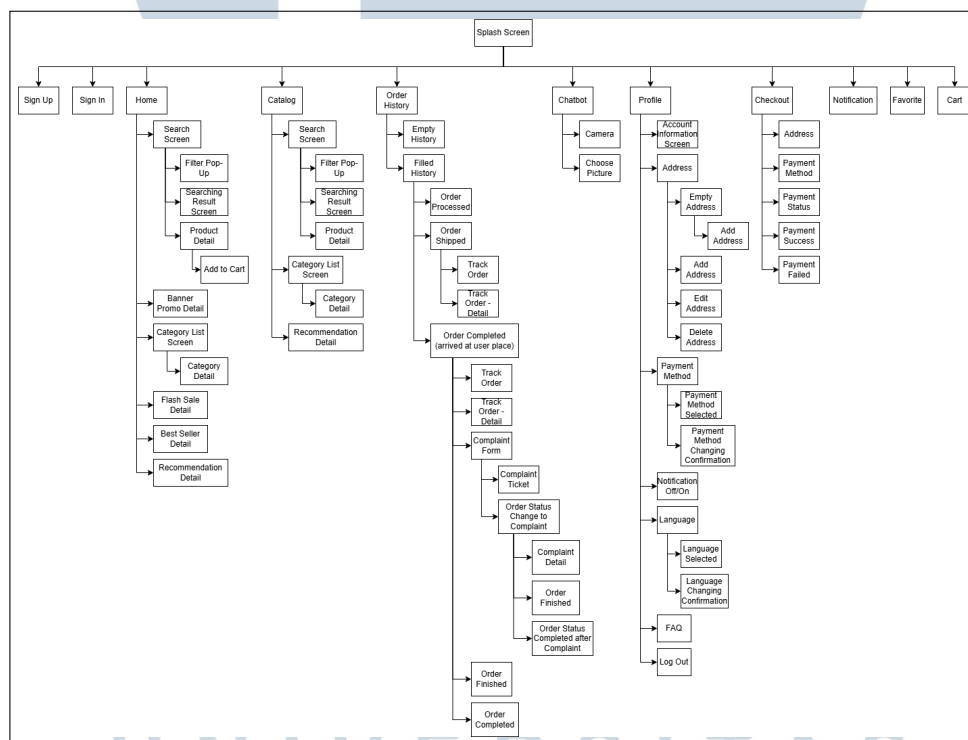 Splash Screen
Sign Up
Sign In
Home
Catalog
Order
History
Chatbot
Profile
Checkout
Notification
Favorite
Cart
Search
Screen
Filter Pop-
Up
Searching
Result
Screen
Product
Detail
Add to Cart
Banner
Promo Detail
Category List
Screen
Category
Detail
Flash Sale
Detail
Best Seller
Detail
Recommendation
Detail
Search
Screen
Filter Pop-
Up
Searching
Result
Screen
Product
Detail
Category List
Screen
Category
Detail
Recommendation
Detail
Empty
History
Filled
History
Order
Processed
Order
Shipped
Track
Order
Track
Order -
Detail
Order Completed
(arrived at user place)
Track
Order
Track
Order -
Detail
Complaint
Form
Complaint
Ticket
Order Status
Change to
Complaint
Complaint
Detail
Order
Finished
Order Status
Completed after
Complaint
Order
Finished
Order
Completed
Camera
Choose
Picture
Account
Information
Screen
Address
Empty
Address
Add
Address
Add
Address
Edit
Address
Delete
Address
Payment
Method
Payment
Method
Selected
Payment
Method
Changing
Confirmation
Notification
Off/On
Language
Language
Selected
Language
Changing
Confirmation
FAQ
Log Out
Address
Payment
Method
Payment
Status
Payment
Success
Payment
Failed